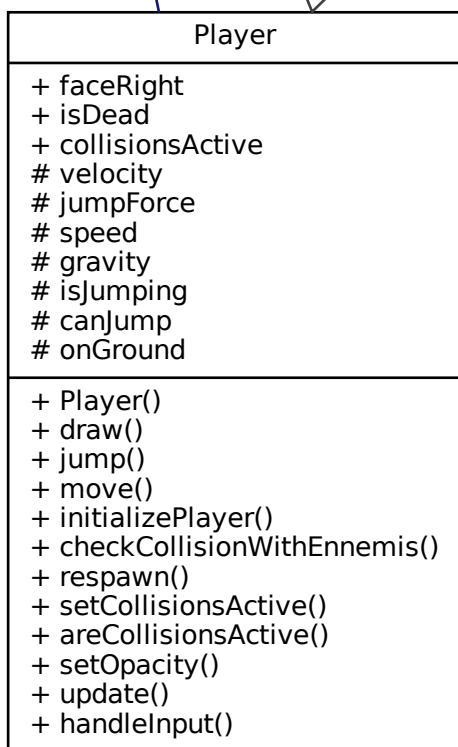 Player
+ faceRight
+ isDead
+ collisionsActive
# velocity
# jumpForce
# speed
# gravity
# isJumping
# canJump
# onGround
+ Player()
+ draw()
+ jump()
+ move()
+ initializePlayer()
+ checkCollisionWithEnnemis()
+ respawn()
+ setCollisionsActive()
+ areCollisionsActive()
+ setOpacity()
+ update()
+ handleInput()